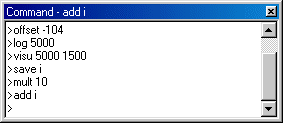 Command - add i
>offset -104
>log 5000
>visu 5000 1500
>save i
>mult 10
>add i
>